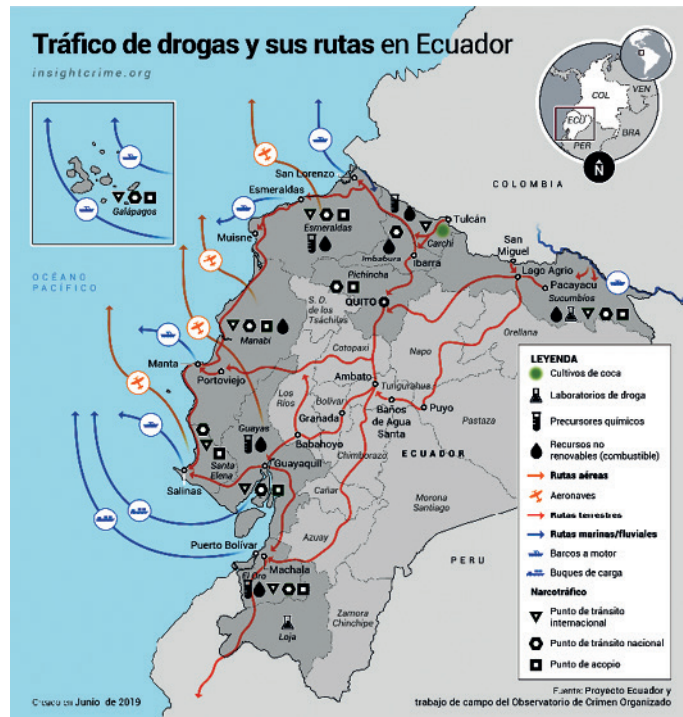 Tráfico de drogas y sus rutas en Ecuador
insightcrime.org
COL
VEN
ECU
BRA
PER
N
Galápagos
OCÉANO
PACÍFICO
COLOMBIA
San Lorenzo
Esmeraldas
Muisne
Esmeraldas
Tulcán
Carchi
Imbabura
Ibarra
San
Miguel
Lago Agrio
Pacayacu
Sucumbíos
Pichincha
QUITO
S. D.
de los
Tsáchilas
Orellana
Manabí
Cotopaxi
Napo
Manta
Portoviejo
Ambato
Tungurahua
Los
Ríos
Bolívar
Granada
Baños
de Agua
Santa
Puyo
Pastaza
Guayas
Babahoyo
Chimborazo
ECUADOR
Santa
Elena
Guayaquil
Salinas
Cañar
Morona
Santiago
Azuay
Puerto Bolívar
Machala
El Oro
PERU
Zamora
Chinchipe
Loja
LEYENDA
Cultivos de coca
Laboratorios de droga
Precursores químicos
Recursos no
renovables (combustible)
Rutas aéreas
Aeronaves
Rutas terrestres
Rutas marinas/fluviales
Barcos a motor
Buques de carga
Narcotráfico
Punto de tránsito
internacional
Punto de tránsito nacional
Punto de acopio
Creado en Junio de 2019
Fuente: Proyecto Ecuador y
trabajo de campo del Observatorio de Crimen Organizado